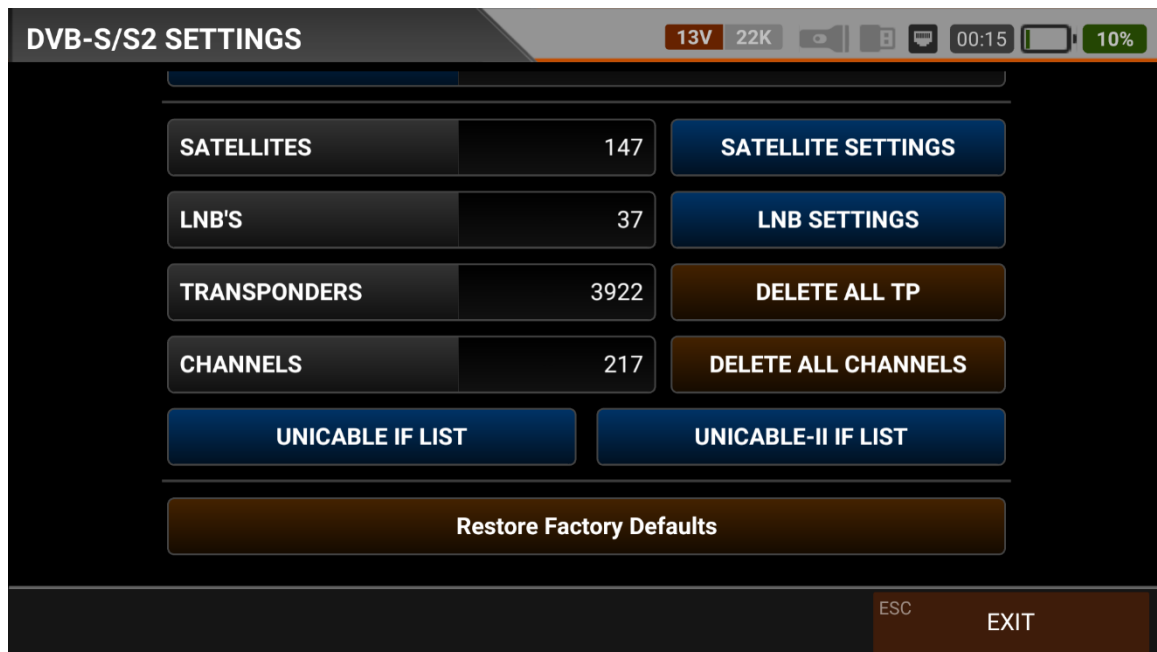 DVB-S/S2 SETTINGS 13V 22K 00:15 10%
SATELLITES 147 SATELLITE SETTINGS
LNB'S 37 LNB SETTINGS
TRANSPONDERS 3922 DELETE ALL TP
CHANNELS 217 DELETE ALL CHANNELS
UNICABLE IF LIST UNICABLE-II IF LIST
Restore Factory Defaults
ESC EXIT